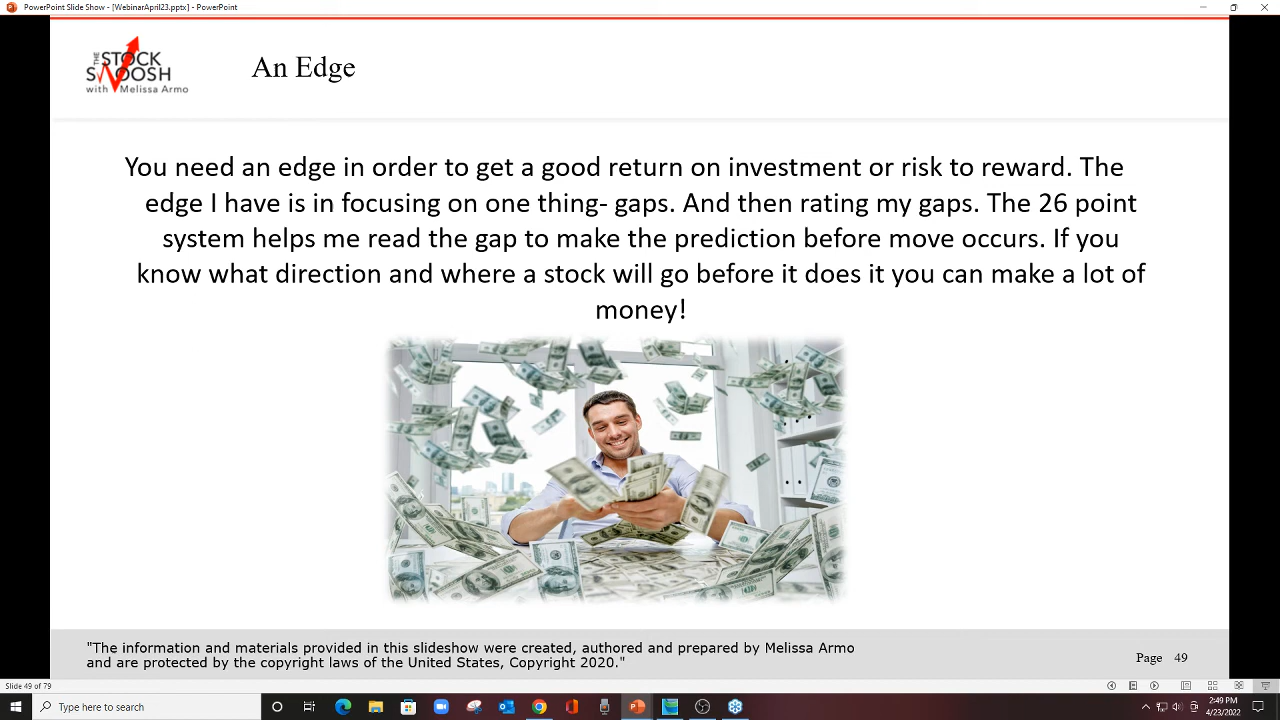 PowerPoint Slide Show - [WebinarApril23.pptx] - PowerPoint
THE
STOCK
SWOOSH
with Melissa Armo
An Edge
You need an edge in order to get a good return on investment or risk to reward. The
edge I have is in focusing on one thing- gaps. And then rating my gaps. The 26 point
system helps me read the gap to make the prediction before move occurs. If you
know what direction and where a stock will go before it does it you can make a lot of
money!
"The information and materials provided in this slideshow were created, authored and prepared by Melissa Armo
and are protected by the copyright laws of the United States, Copyright 2020."
Page 49
Slide 49 of 79
Type here to search
2:49 PM
4/23/2022